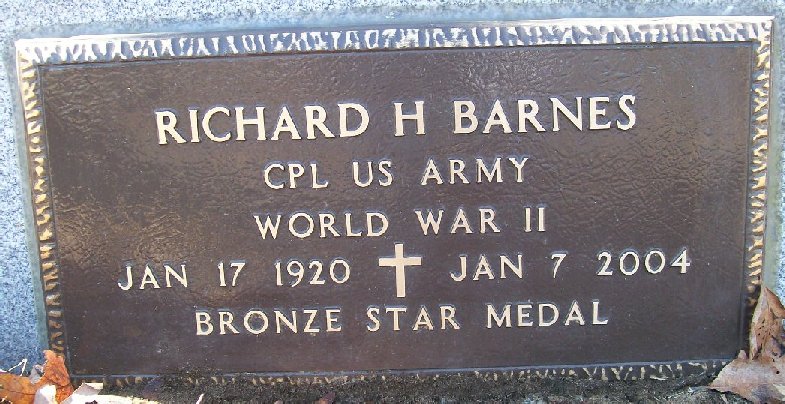 RICHARD H BARNES
CPL US ARMY
WORLD WAR II
JAN 17 1920 JAN 7 2004
BRONZE STAR MEDAL